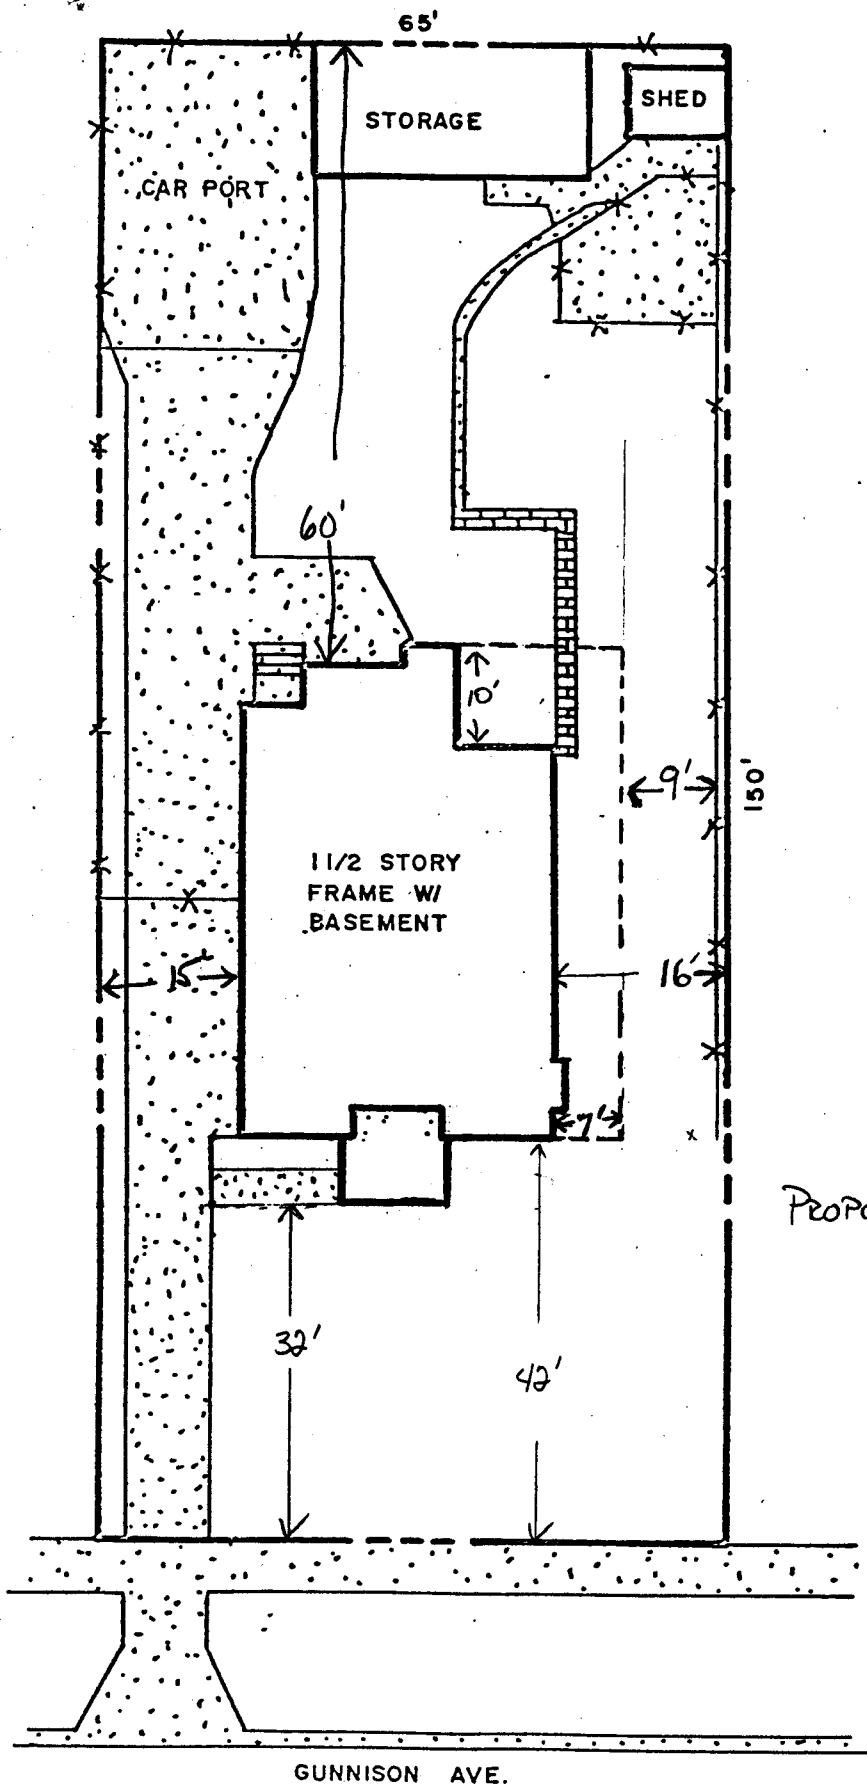 65'
STORAGE
SHED
CAR PORT
60'
10'
9'
150'
1 1/2 STORY
FRAME W/
BASEMENT
15'
16'
7'
32'
42'
GUNNISON AVE.